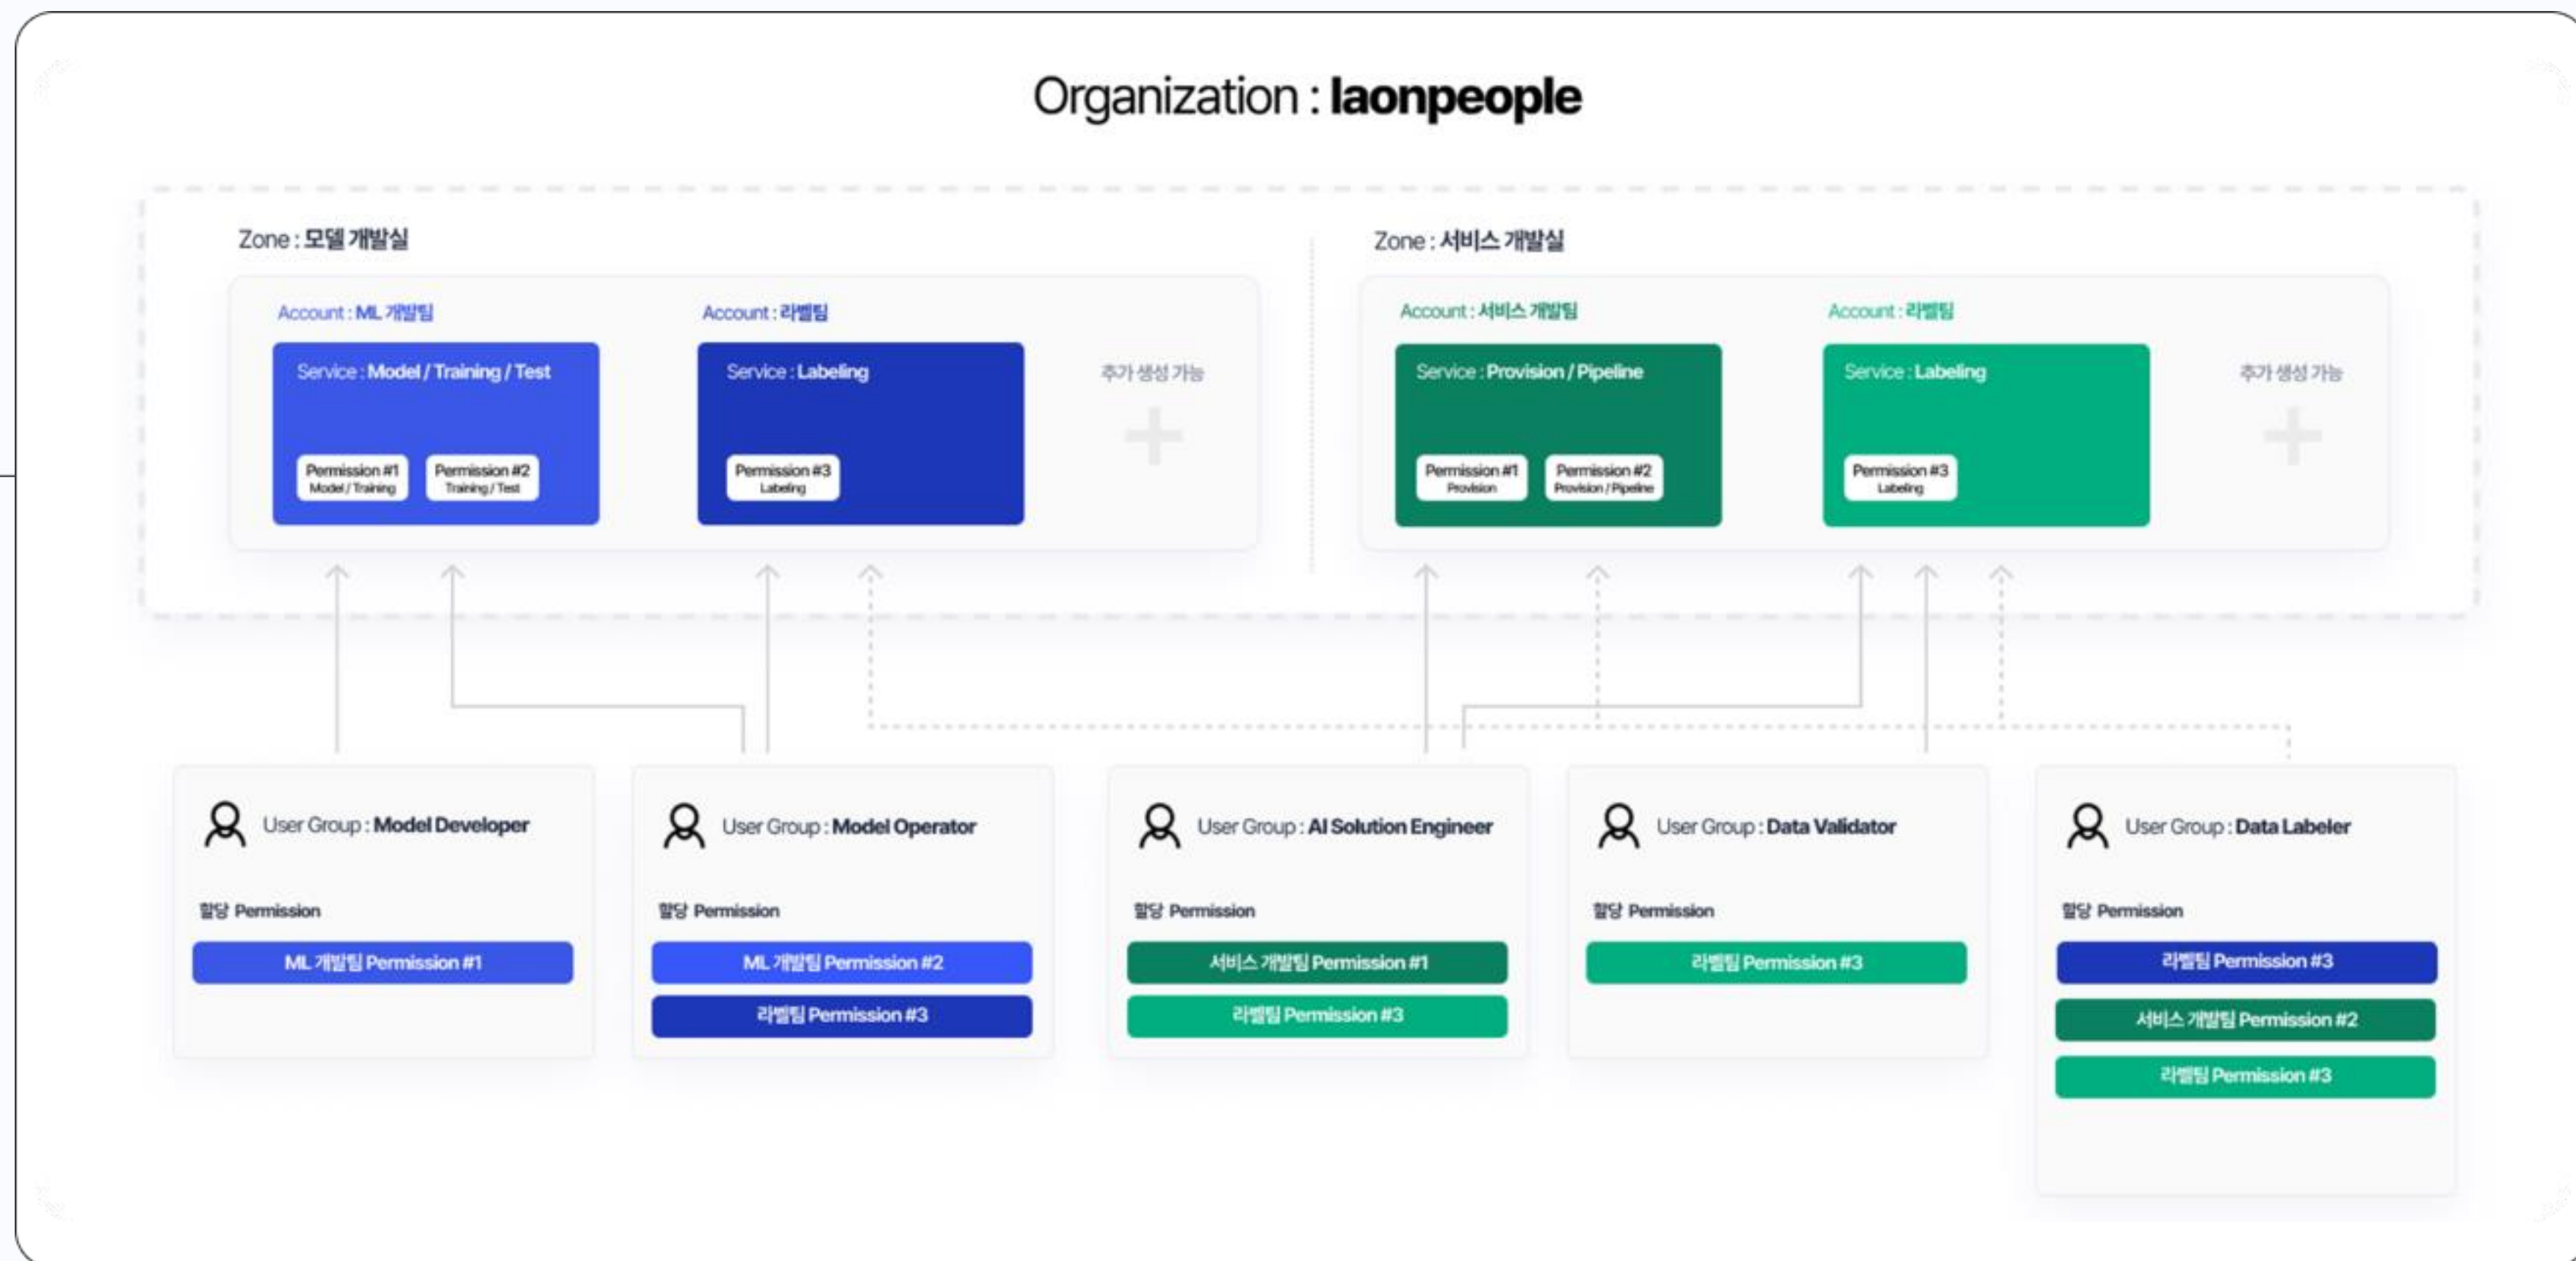 Organization : laonpeople
Zone : 모델 개발실
Account : ML 개발팀
Service : Model / Training / Test
Permission #1
Model / Training
Permission #2
Training / Test
Account : 라벨팀
Service : Labeling
Permission #3
Labeling
추가 생성 가능
Zone : 서비스 개발실
Account : 서비스 개발팀
Service : Provision / Pipeline
Permission #1
Provision
Permission #2
Provision / Pipeline
Account : 라벨팀
Service : Labeling
Permission #3
Labeling
추가 생성 가능
User Group : Model Developer
할당 Permission
ML 개발팀 Permission #1
User Group : Model Operator
할당 Permission
ML 개발팀 Permission #2
라벨팀 Permission #3
User Group : AI Solution Engineer
할당 Permission
서비스 개발팀 Permission #1
라벨팀 Permission #3
User Group : Data Validator
할당 Permission
라벨팀 Permission #3
User Group : Data Labeler
할당 Permission
라벨팀 Permission #3
서비스 개발팀 Permission #2
라벨팀 Permission #3